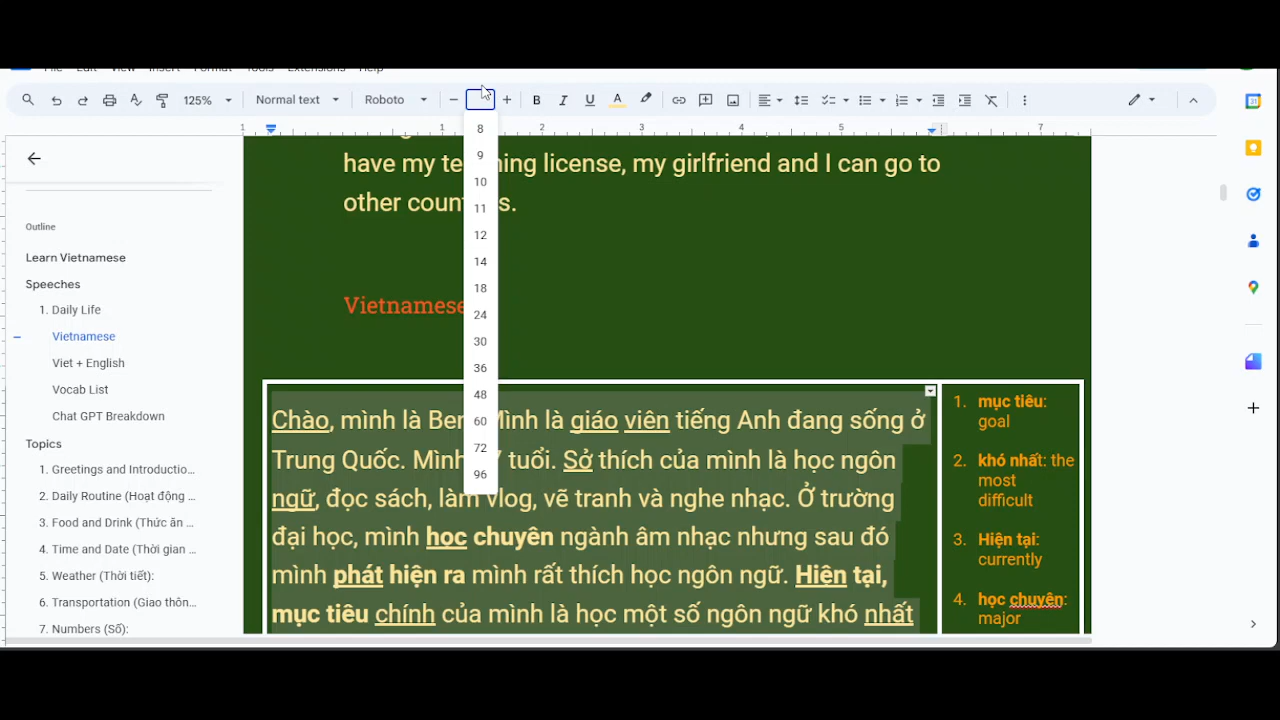 125%
Normal text
Roboto
8
9
10
11
12
14
18
24
30
36
48
60
72
96
1 1 2 3 4 5 6 7
Outline
Learn Vietnamese
Speeches
1. Daily Life
Vietnamese
Viet + English
Vocab List
Chat GPT Breakdown
Topics
1. Greetings and Introductio...
2. Daily Routine (Hoạt động ...
3. Food and Drink (Thức ăn ...
4. Time and Date (Thời gian ...
5. Weather (Thời tiết):
6. Transportation (Giao thôn...
7. Numbers (Số):
have my license, my girlfriend and I can go to
other
Vietnamese
Chào, mình là Mình là giáo viên tiếng Anh đang sống ở
Trung Quốc. Mình tuổi. Sở thích của mình là học ngôn
ngữ, đọc sách, làm vlog, vẽ tranh và nghe nhạc. Ở trường
đại học, mình học chuyên ngành âm nhạc nhưng sau đó
mình phát hiện ra mình rất thích học ngôn ngữ. Hiện tại,
mục tiêu chính của mình là học một số ngôn ngữ khó nhất
1. mục tiêu:
goal
2. khó nhất: the
most
difficult
3. Hiện tại:
currently
4. học chuyên:
major